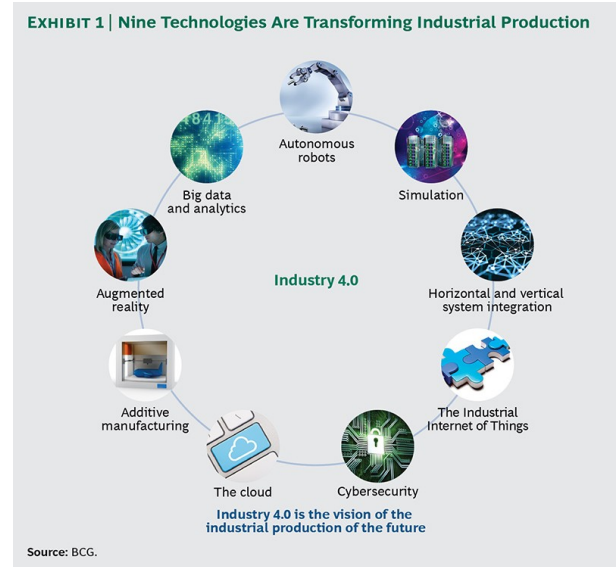 EXHIBIT 1 | Nine Technologies Are Transforming Industrial Production
Autonomous
robots
Big data
and analytics
Simulation
Augmented
reality
Industry 4.0
Horizontal and vertical
system integration
Additive
manufacturing
The Industrial
Internet of Things
The cloud
Cybersecurity
Industry 4.0 is the vision of the
industrial production of the future
Source: BCG.